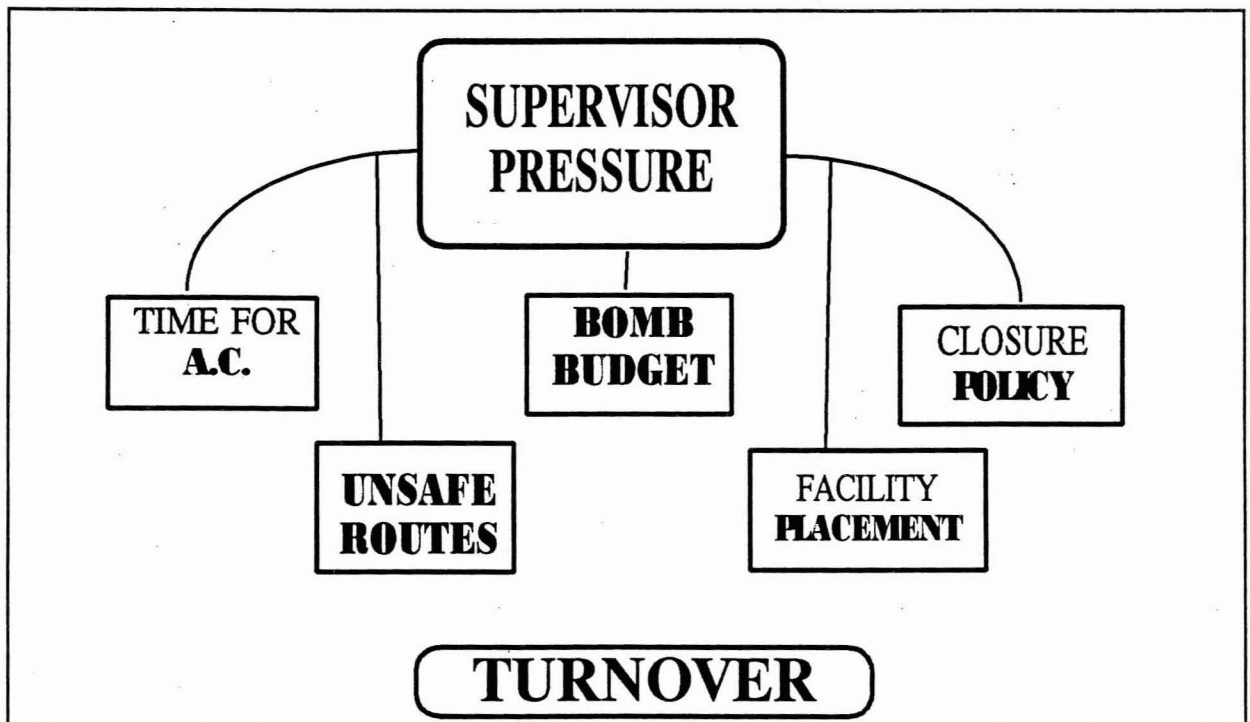 SUPERVISOR
PRESSURE
TIME FOR
A.C.
BOMB
BUDGET
CLOSURE
POLICY
UNSAFE
ROUTES
FACILITY
PLACEMENT
TURNOVER